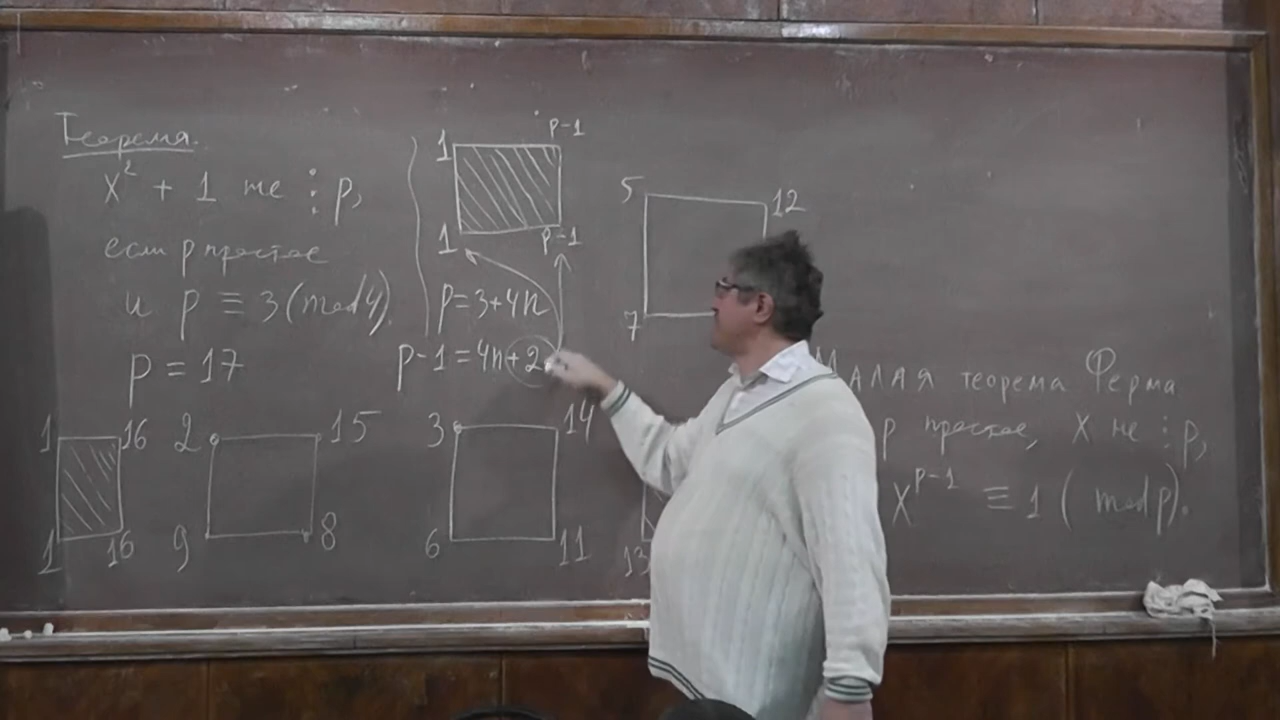 Теорема.
x² + 1 не ⋮ p,
если p простое
и p ≡ 3 (mod 4).
p = 17
1 p-1
1 p-1
p = 3+4n
p-1 = 4n+2
5 12
7
1 16 2 15 3 14
1 16 9 8 6 11 13
Малая теорема Ферма
p простое, x не ⋮ p,
x^{p-1} ≡ 1 (mod p).